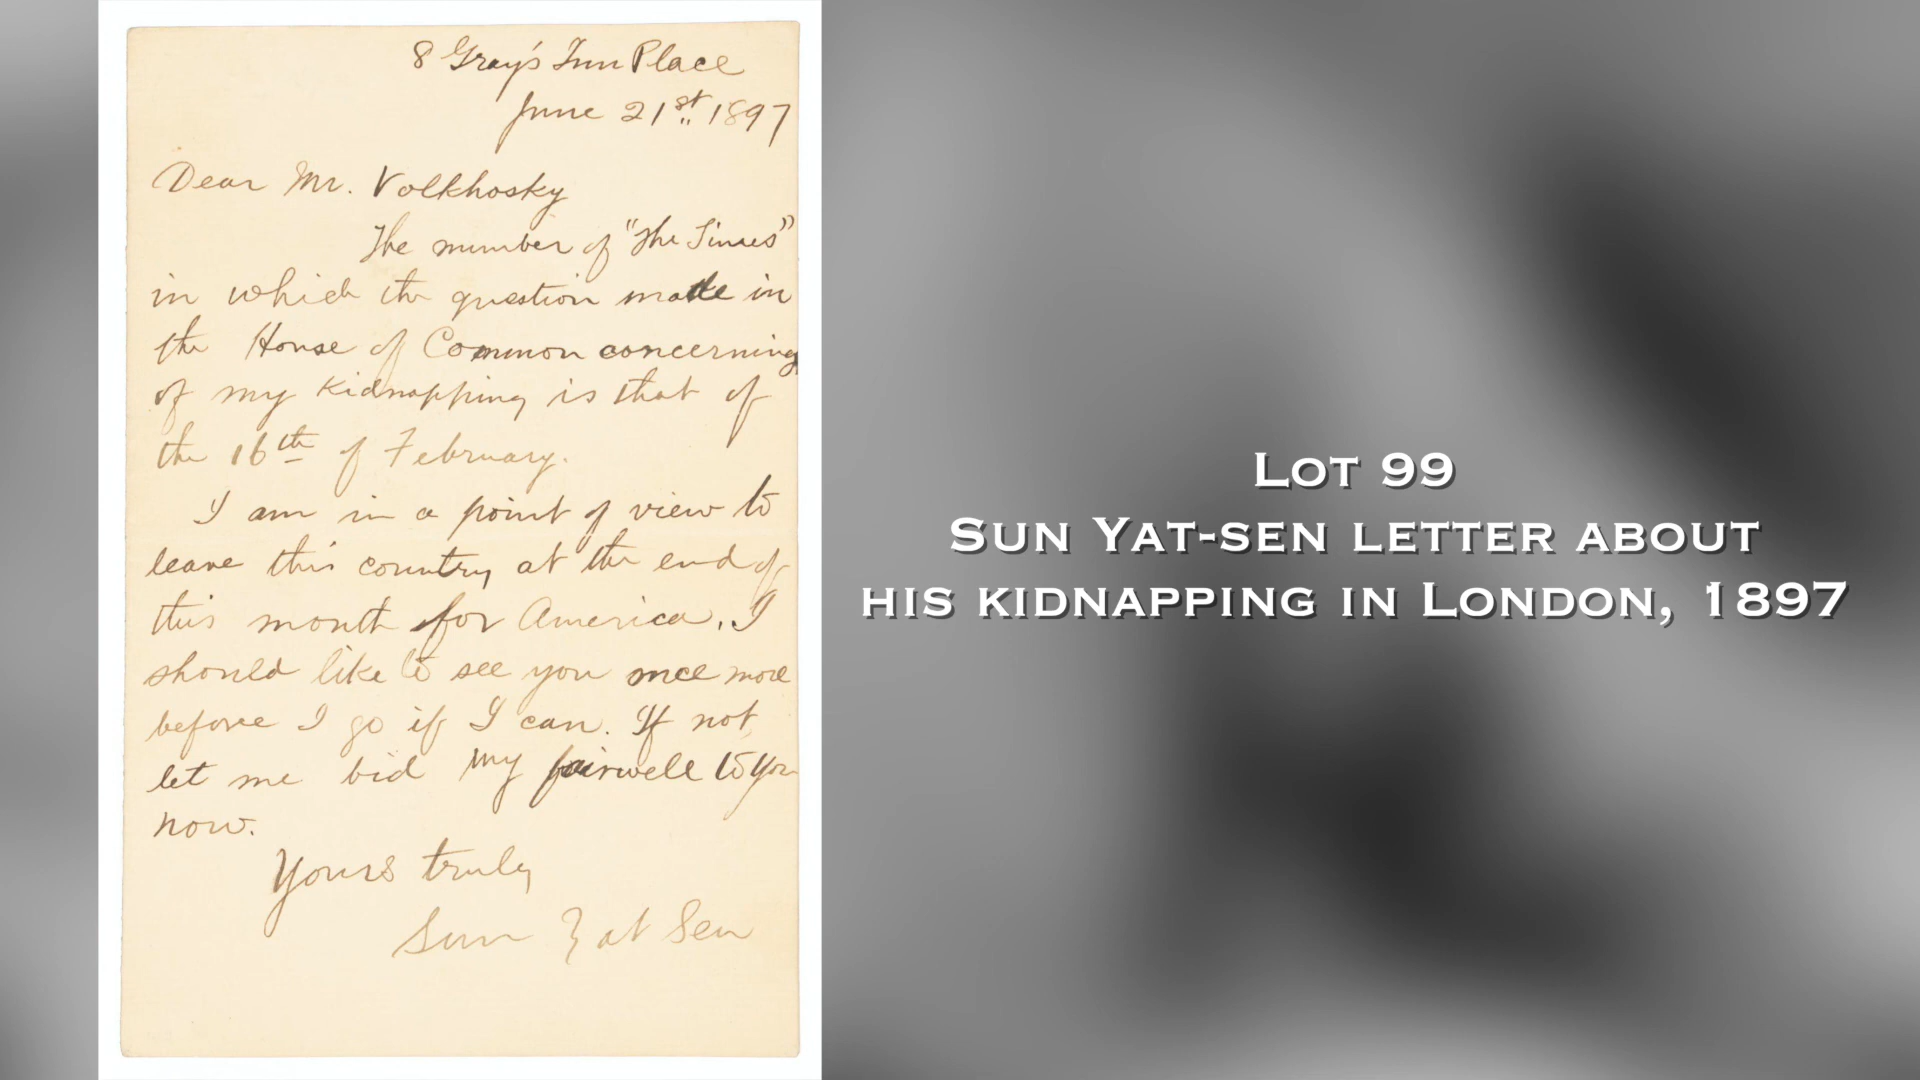 8 Gray's Inn Place
June 21st 1897
Dear Mr. Volkhosky
The number of "The Times"
in which the question made in
the House of Common concerning
of my kidnapping is that of
the 16th of February.
I am in a point of view to
leave this country at the end of
this month for America. I
should like to see you once more
before I go if I can. If not
let me bid my fairwell to you
now.
Yours truly
Sun Yat Sen
Lot 99
Sun Yat-sen letter about
his kidnapping in London, 1897